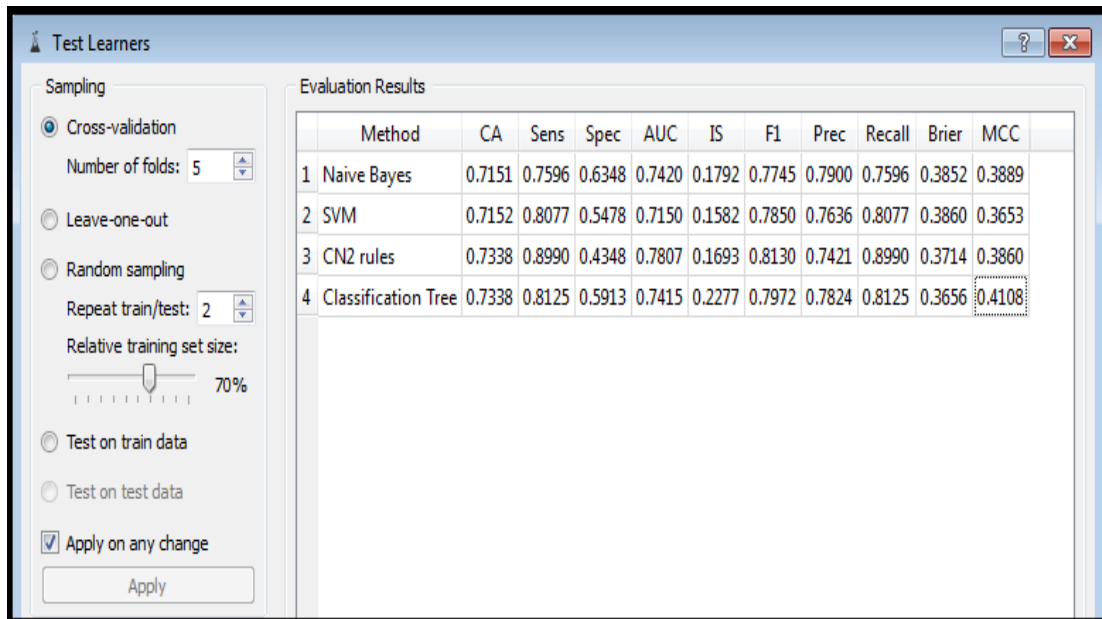 Test Learners
?
X
Sampling
Cross-validation
Number of folds: 5
Leave-one-out
Random sampling
Repeat train/test: 2
Relative training set size:
70%
Test on train data
Test on test data
Apply on any change
Apply
Evaluation Results
Method CA Sens Spec AUC IS F1 Prec Recall Brier MCC
1 Naive Bayes 0.7151 0.7596 0.6348 0.7420 0.1792 0.7745 0.7900 0.7596 0.3852 0.3889
2 SVM 0.7152 0.8077 0.5478 0.7150 0.1582 0.7850 0.7636 0.8077 0.3860 0.3653
3 CN2 rules 0.7338 0.8990 0.4348 0.7807 0.1693 0.8130 0.7421 0.8990 0.3714 0.3860
4 Classification Tree 0.7338 0.8125 0.5913 0.7415 0.2277 0.7972 0.7824 0.8125 0.3656 0.4108